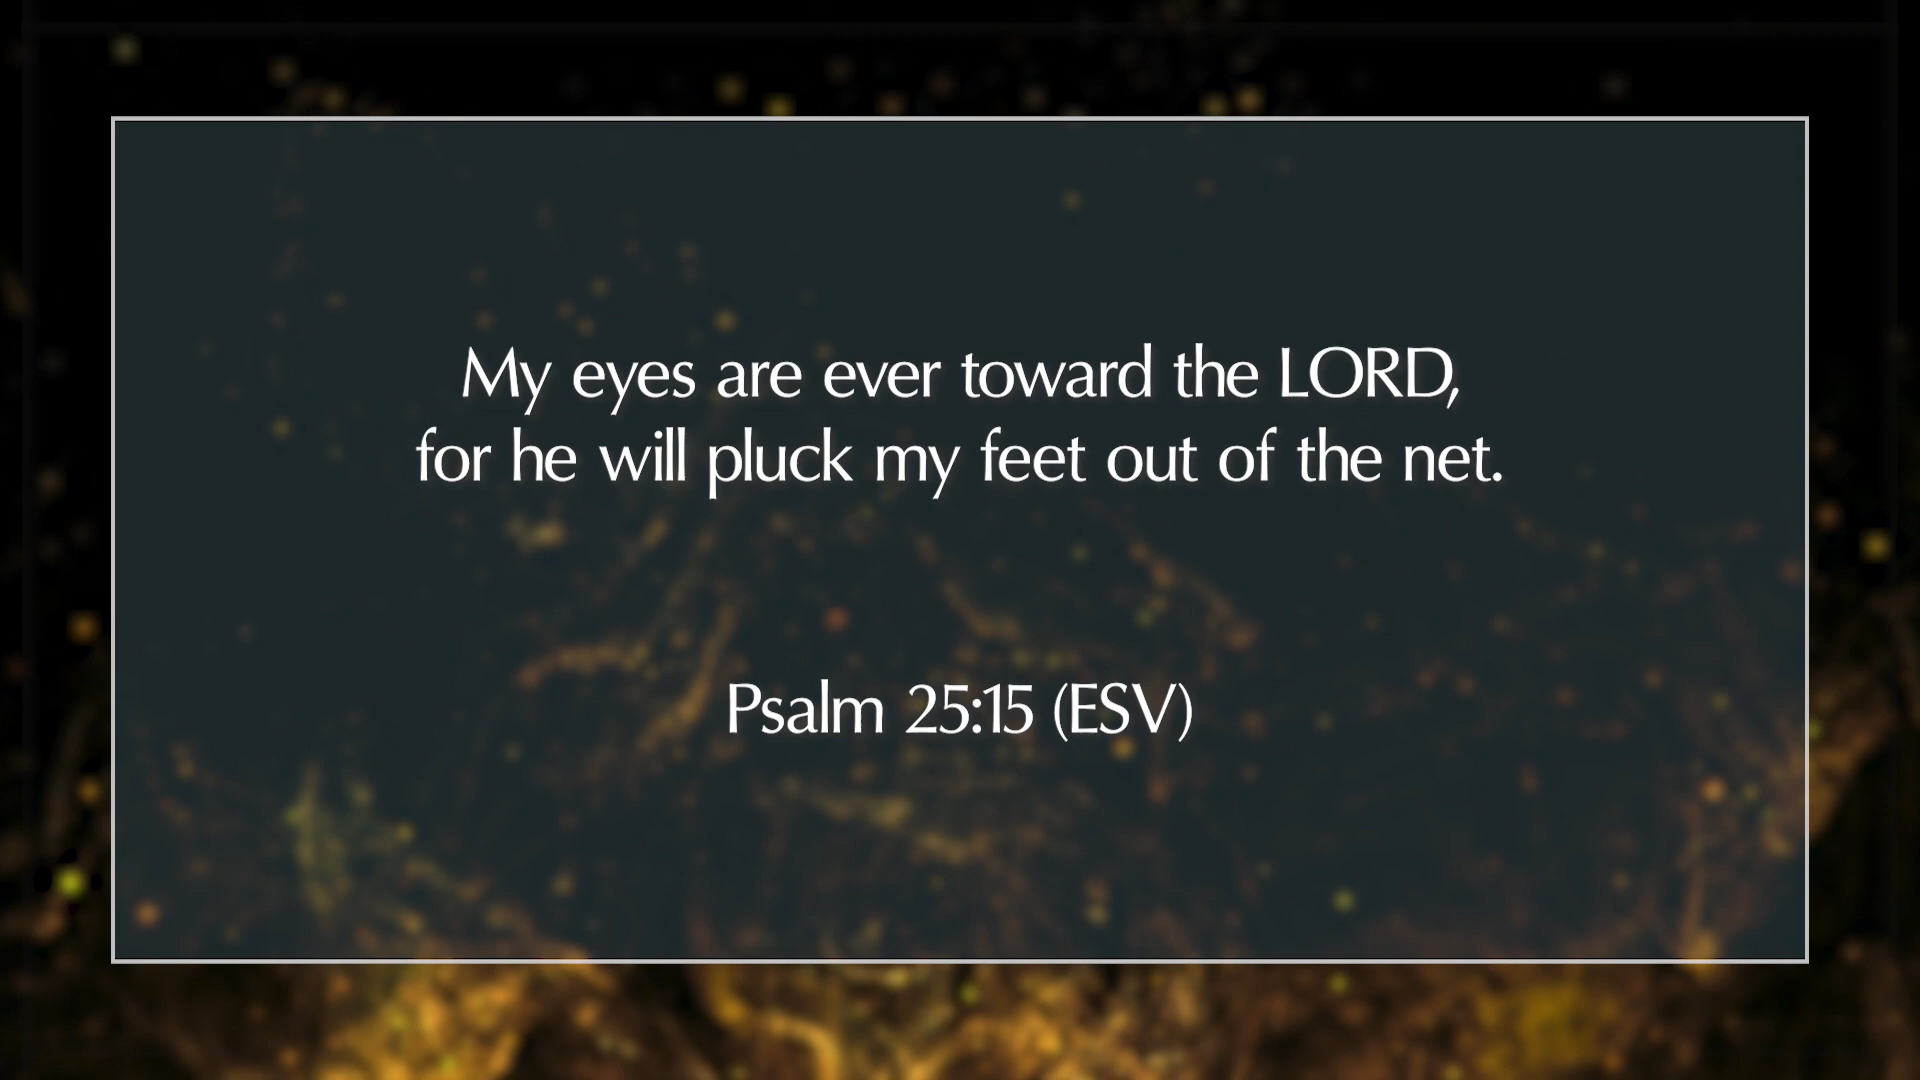 My eyes are ever toward the LORD,
for he will pluck my feet out of the net.
Psalm 25:15 (ESV)